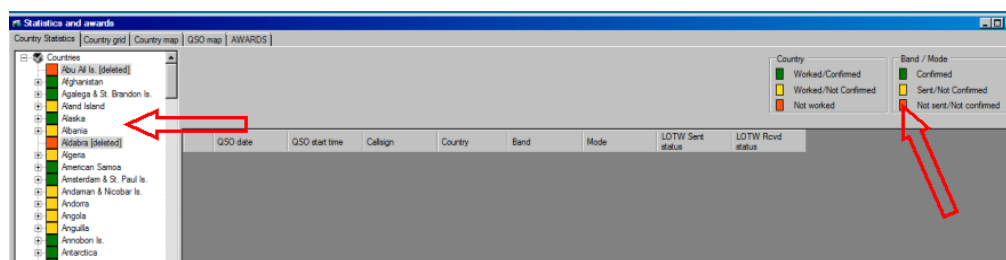 Statistics and awards
Country Statistics Country grid Country map QSO map AWARDS
Countries
Abu Ail Is. [deleted]
Afghanistan
Agalega & St. Brandon Is.
Aland Island
Alaska
Albania
Aldabra [deleted]
Algeria
American Samoa
Amsterdam & St. Paul Is.
Andaman & Nicobar Is.
Andorra
Angola
Anguilla
Annobon Is.
Antarctica
Country
Worked/Confirmed
Worked/Not Confirmed
Not worked
Band / Mode
Confirmed
Sent/Not Confirmed
Not sent/Not confirmed
QSO date QSO start time Callsign Country Band Mode LOTW Sent status LOTW Rcvd status